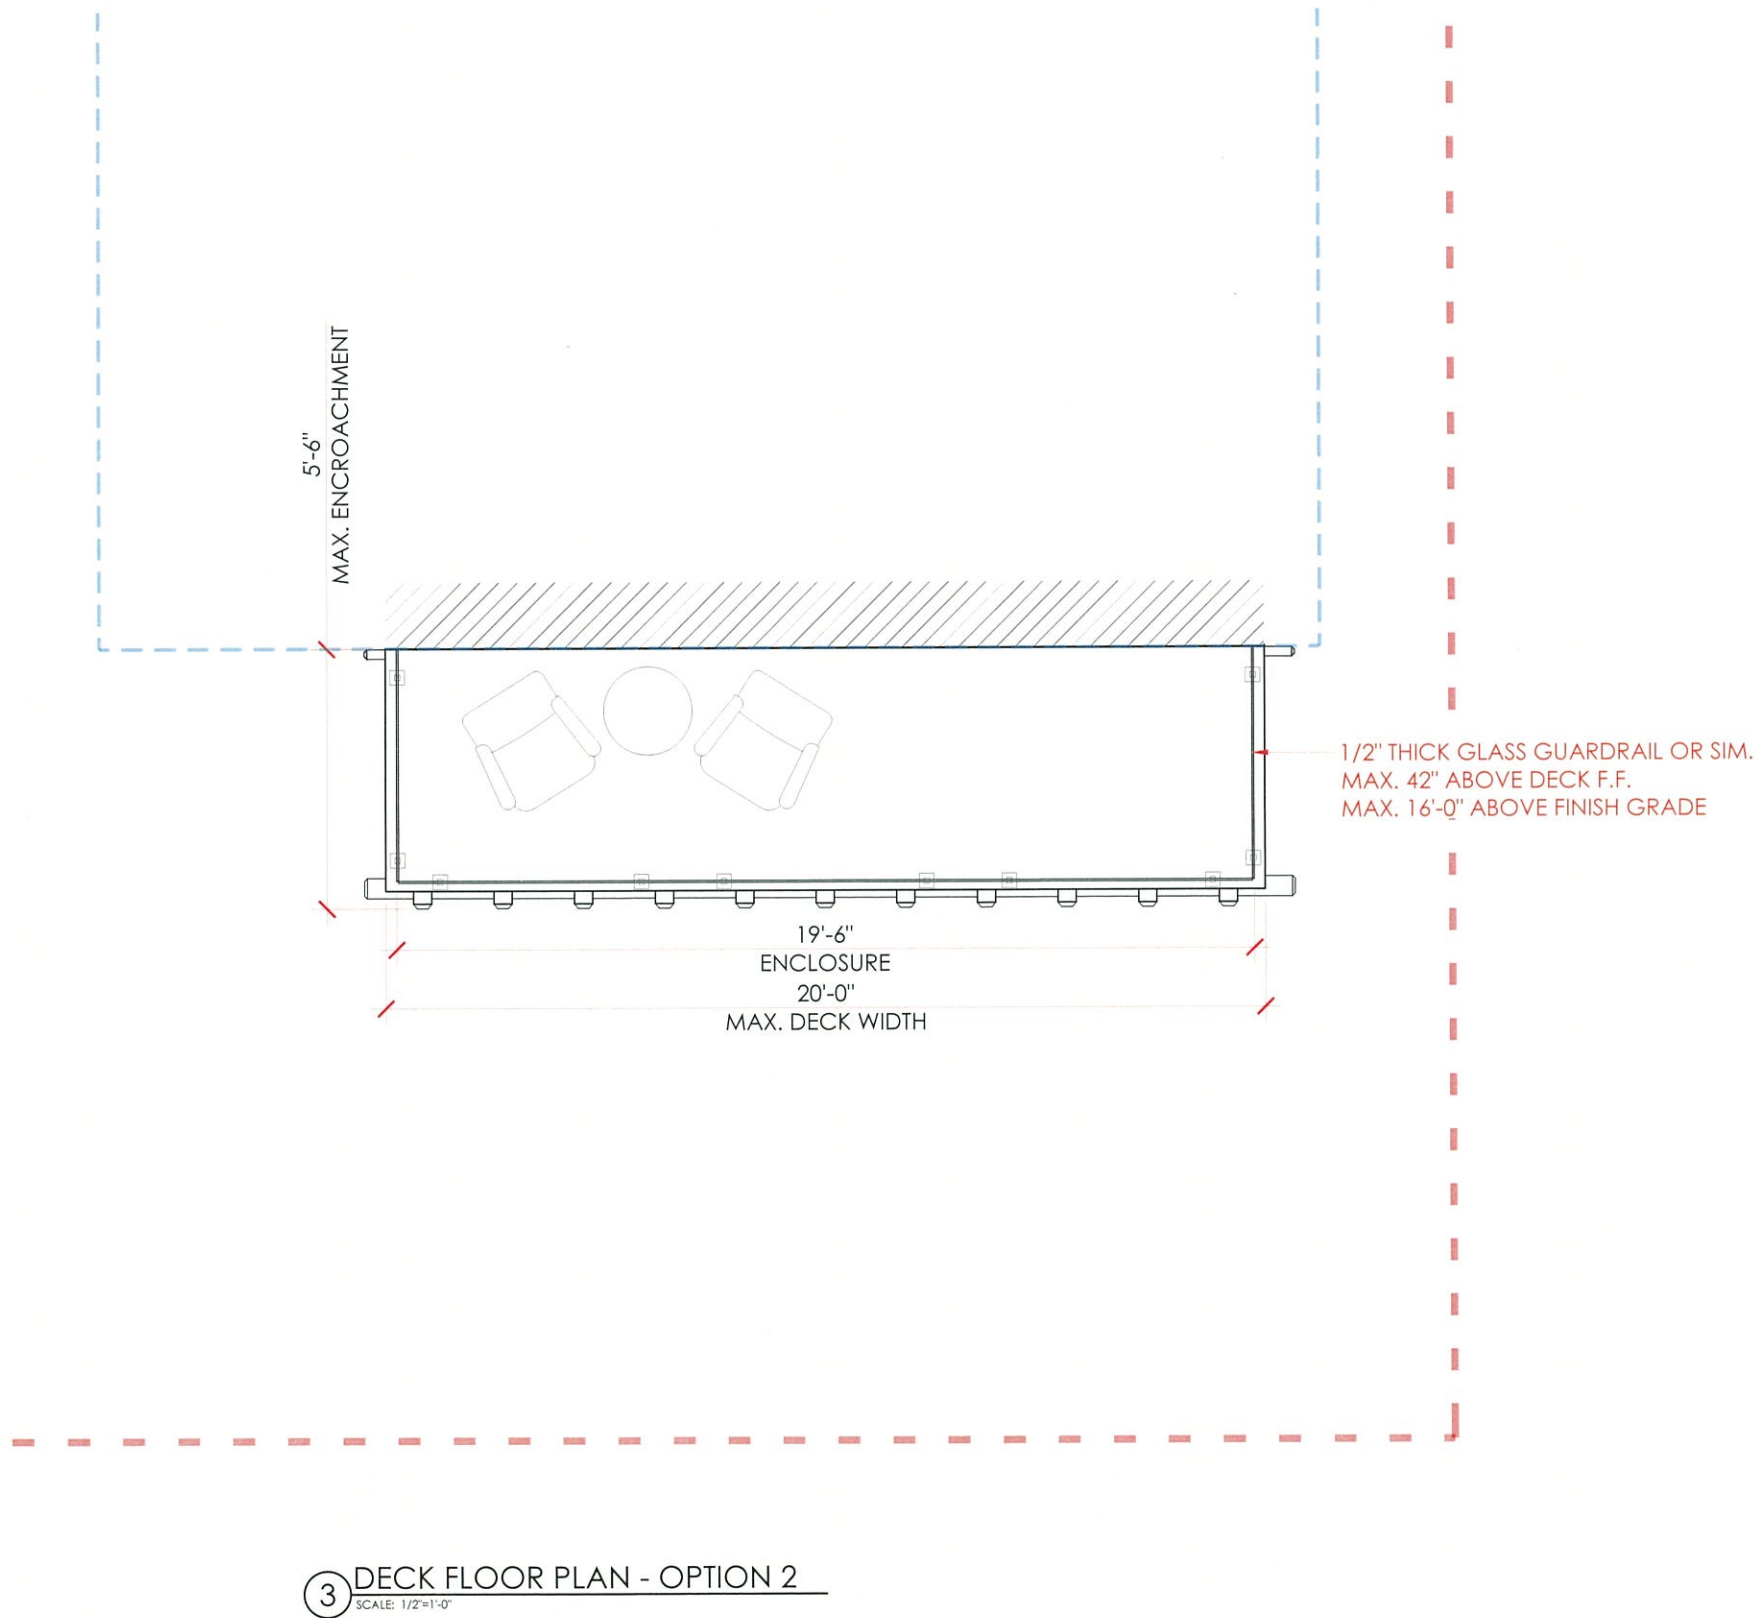 5'-6"
MAX. ENCROACHMENT
1/2" THICK GLASS GUARDRAIL OR SIM.
MAX. 42" ABOVE DECK F.F.
MAX. 16'-0" ABOVE FINISH GRADE
19'-6"
ENCLOSURE
20'-0"
MAX. DECK WIDTH
3
DECK FLOOR PLAN - OPTION 2
SCALE: 1/2"=1'-0"